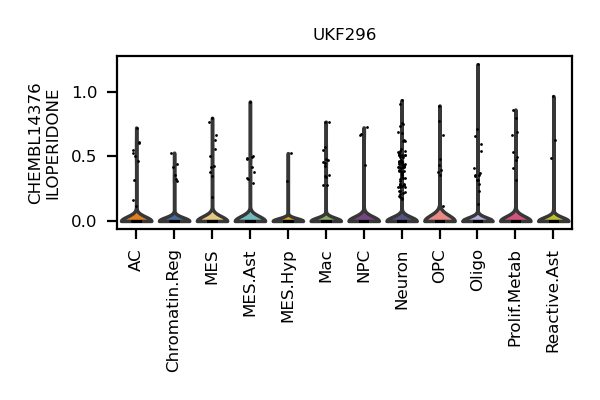 UKF296
CHEMBL14376
ILOPERIDONE
1.0
0.5
0.0
AC
Chromatin.Reg
MES
MES.Ast
MES.Hyp
Mac
NPC
Neuron
OPC
Oligo
Prolif.Metab
Reactive.Ast